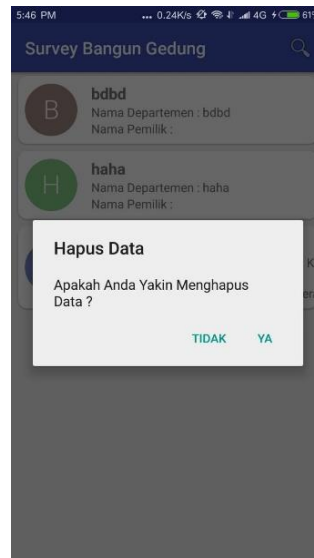 5:46 PM ... 0.24K/s 4G 61%
Survey Bangun Gedung
B
bdbd
Nama Departemen : bdbd
Nama Pemilik :
H
haha
Nama Departemen : haha
Nama Pemilik :
Hapus Data
Apakah Anda Yakin Menghapus
Data ?
TIDAK YA